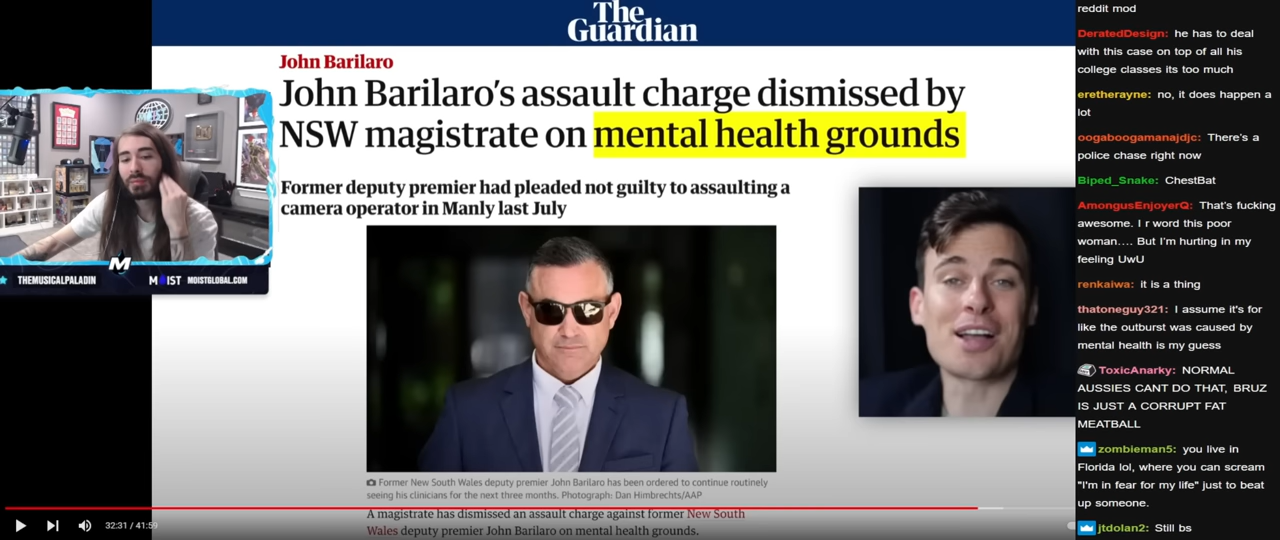 The
Guardian
John Barilaro
John Barilaro's assault charge dismissed by
NSW magistrate on mental health grounds
Former deputy premier had pleaded not guilty to assaulting a
camera operator in Manly last July
Former New South Wales deputy premier John Barilaro has been ordered to continue routinely
seeing his clinicians for the next three months. Photograph: Dan Himbrechts/AAP
A magistrate has dismissed an assault charge against former New South
Wales deputy premier John Barilaro on mental health grounds.
M
THEMUSICALPALADIN
MOIST
MOISTGLOBAL.COM
32:31 / 41:59
reddit mod
DeratedDesign: he has to deal
with this case on top of all his
college classes its too much
eretherayne: no, it does happen a
lot
oogaboogamanajdjc: There's a
police chase right now
Biped_Snake: ChestBat
AmongusEnjoyerQ: That's fucking
awesome. I r word this poor
woman.... But I'm hurting in my
feeling UwU
renkaiwa: it is a thing
thatoneguy321: I assume it's for
like the outburst was caused by
mental health is my guess
ToxicAnarky: NORMAL
AUSSIES CANT DO THAT, BRUZ
IS JUST A CORRUPT FAT
MEATBALL
zombieman5: you live in
Florida lol, where you can scream
"I'm in fear for my life" just to beat
up someone.
jtdolan2: Still bs